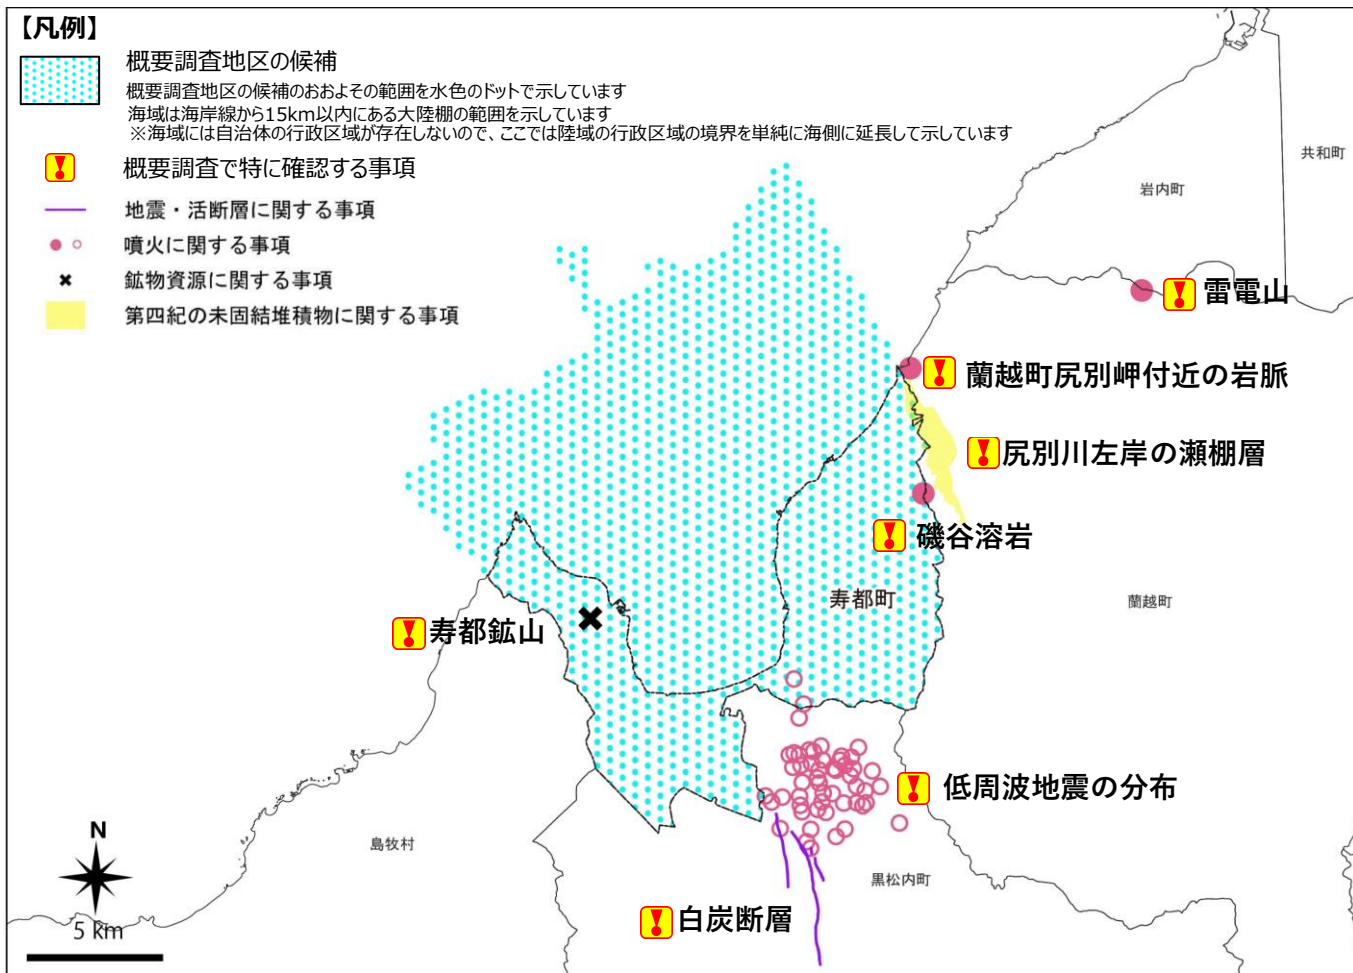 【凡例】
概要調査地区の候補
概要調査地区の候補のおおよその範囲を水色のドットで示しています
海域は海岸線から15km以内にある大陸棚の範囲を示しています
※海域には自治体の行政区域が存在しないので、ここでは陸域の行政区域の境界を単純に海側に延長して示しています
概要調査で特に確認する事項
地震・活断層に関する事項
噴火に関する事項
鉱物資源に関する事項
第四紀の未固結堆積物に関する事項
共和町
岩内町
雷電山
蘭越町尻別岬付近の岩脈
尻別川左岸の瀬棚層
磯谷溶岩
寿都町
蘭越町
寿都鉱山
低周波地震の分布
島牧村
黒松内町
白炭断層
N
5 km